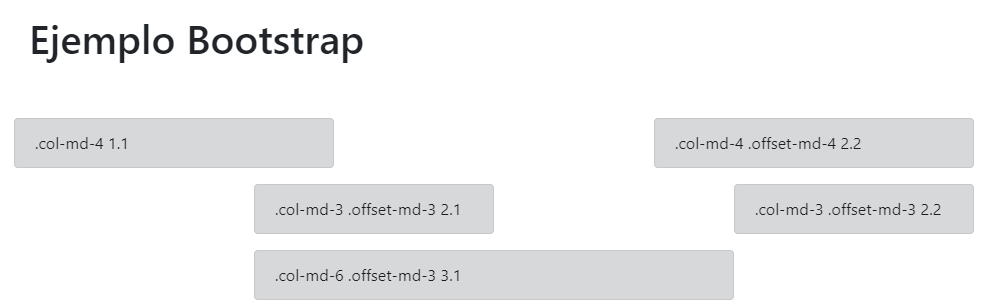 Ejemplo Bootstrap
.col-md-4 1.1
.col-md-4 .offset-md-4 2.2
.col-md-3 .offset-md-3 2.1
.col-md-3 .offset-md-3 2.2
.col-md-6 .offset-md-3 3.1